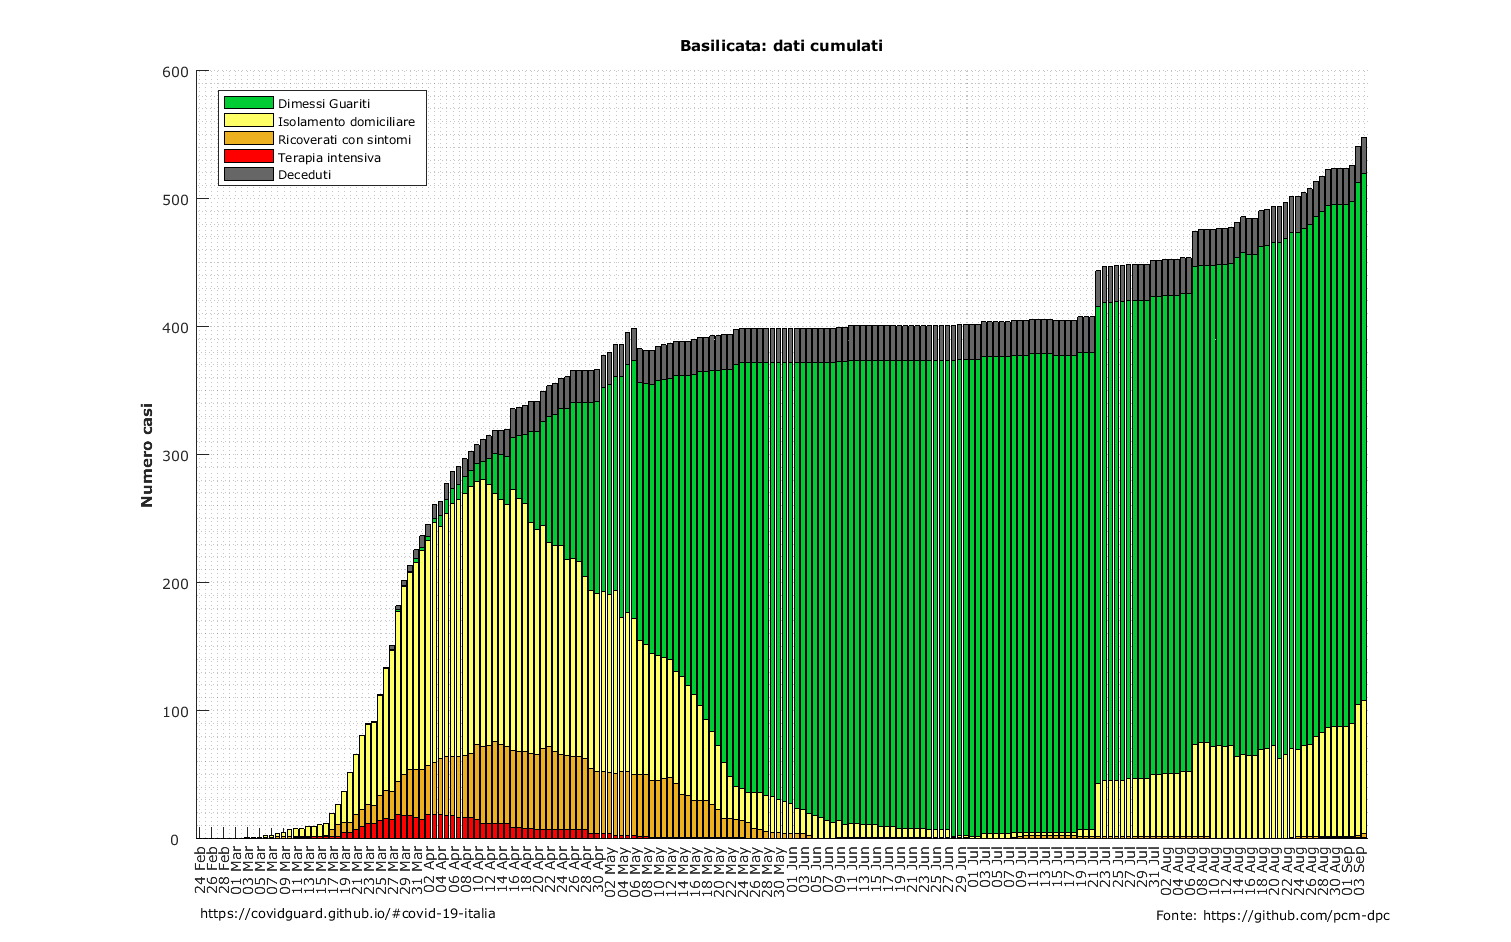 Basilicata: dati cumulati
600
500
400
300
200
100
0
Numero casi
Dimessi Guariti
Isolamento domiciliare
Ricoverati con sintomi
Terapia intensiva
Deceduti
24 Feb
26 Feb
28 Feb
01 Mar
03 Mar
05 Mar
07 Mar
09 Mar
11 Mar
13 Mar
15 Mar
17 Mar
19 Mar
21 Mar
23 Mar
25 Mar
27 Mar
29 Mar
31 Mar
02 Apr
04 Apr
06 Apr
08 Apr
10 Apr
12 Apr
14 Apr
16 Apr
18 Apr
20 Apr
22 Apr
24 Apr
26 Apr
28 Apr
30 Apr
02 May
04 May
06 May
08 May
10 May
12 May
14 May
16 May
18 May
20 May
22 May
24 May
26 May
28 May
30 May
01 Jun
03 Jun
05 Jun
07 Jun
09 Jun
11 Jun
13 Jun
15 Jun
17 Jun
19 Jun
21 Jun
23 Jun
25 Jun
27 Jun
29 Jun
01 Jul
03 Jul
05 Jul
07 Jul
09 Jul
11 Jul
13 Jul
15 Jul
17 Jul
19 Jul
21 Jul
23 Jul
25 Jul
27 Jul
29 Jul
31 Jul
02 Aug
04 Aug
06 Aug
08 Aug
10 Aug
12 Aug
14 Aug
16 Aug
18 Aug
20 Aug
22 Aug
24 Aug
26 Aug
28 Aug
30 Aug
01 Sep
03 Sep
https://covidguard.github.io/#covid-19-italia
Fonte: https://github.com/pcm-dpc